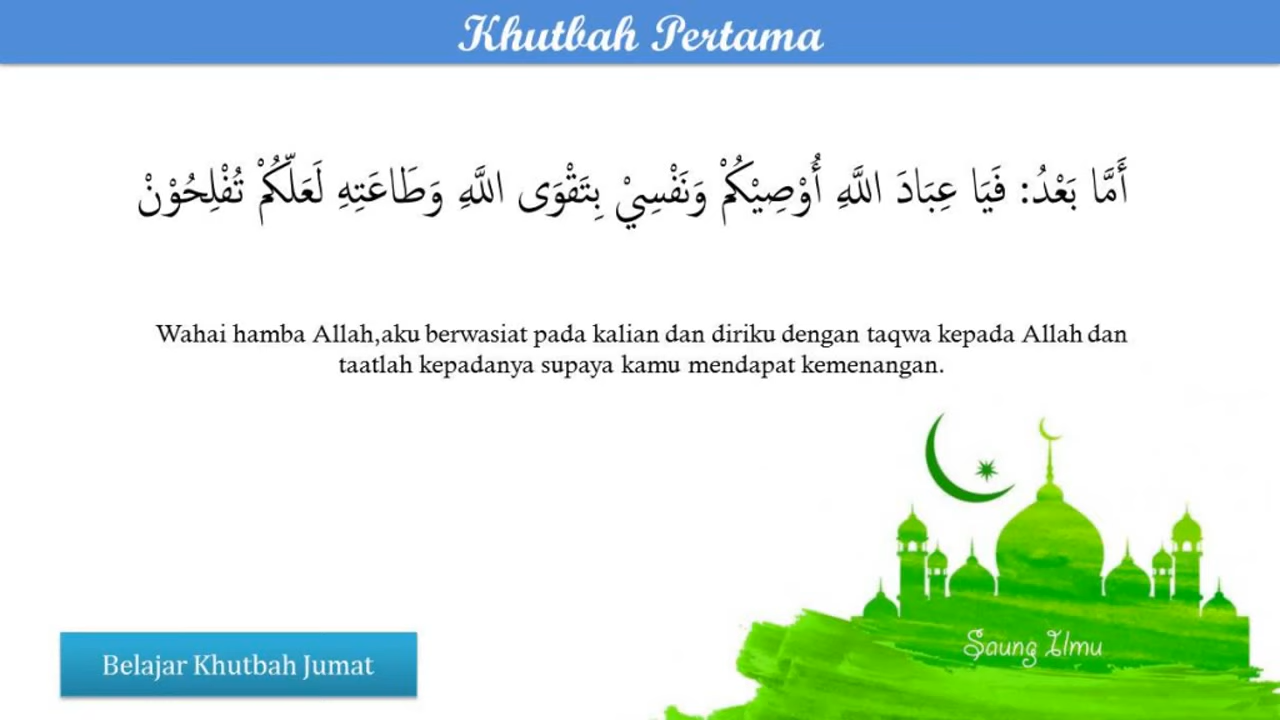 Khutbah Pertama
أَمَّا بَعْدُ: فَيَا عِبَادَ اللَّهِ أُوْصِيْكُمْ وَنَفْسِيْ بِتَقْوَى اللَّهِ وَطَاعَتِهِ لَعَلَّكُمْ تُفْلِحُوْنْ
Wahai hamba Allah,aku berwasiat pada kalian dan diriku dengan taqwa kepada Allah dan
taatlah kepadanya supaya kamu mendapat kemenangan.
Saung Ilmu
Belajar Khutbah Jumat